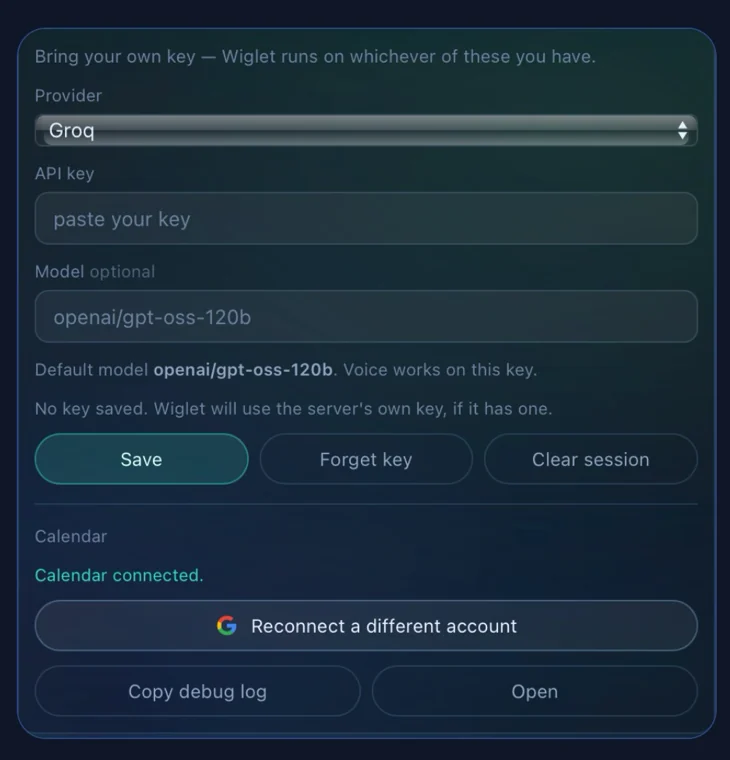 Bring your own key — Wiglet runs on whichever of these you have.
Provider
Groq
API key
paste your key
Model optional
openai/gpt-oss-120b
Default model openai/gpt-oss-120b. Voice works on this key.
No key saved. Wiglet will use the server's own key, if it has one.
Save Forget key Clear session
Calendar
Calendar connected.
Reconnect a different account
Copy debug log Open